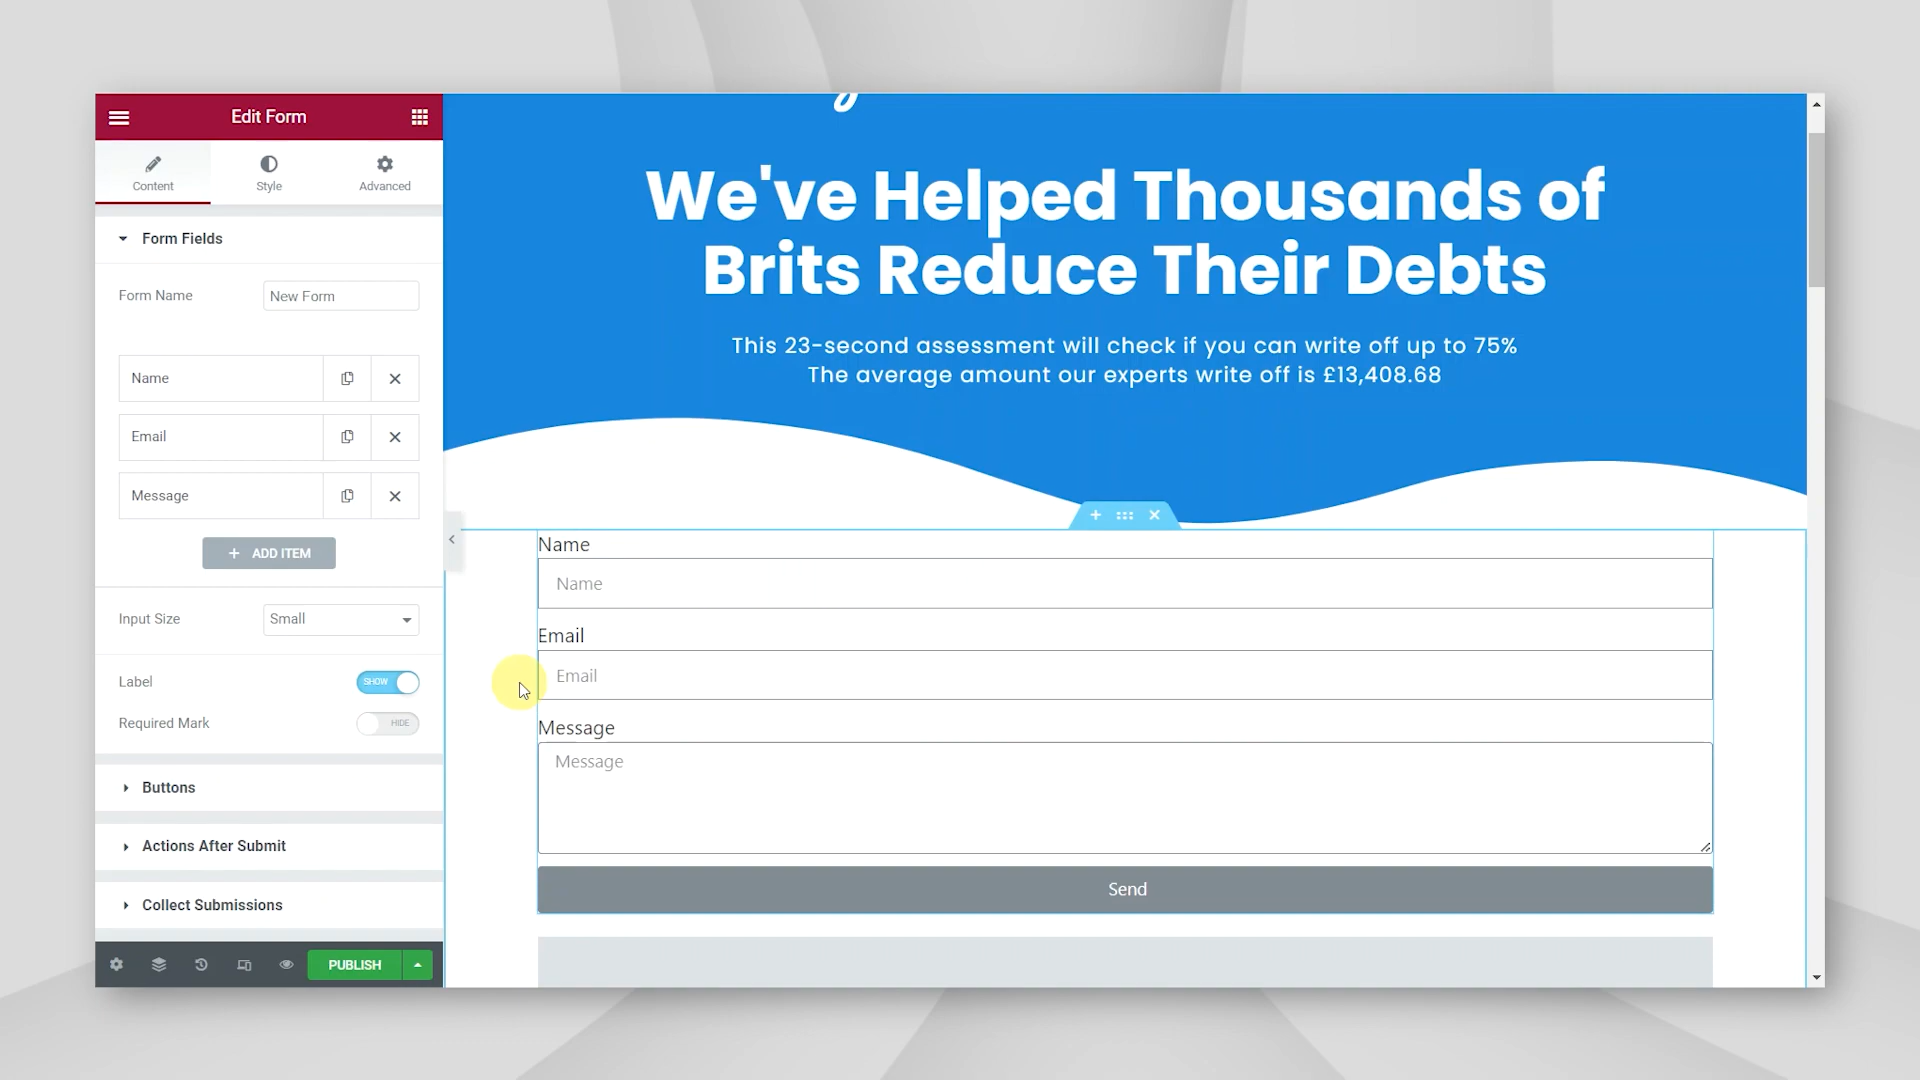 Edit Form
Content
Style
Advanced
Form Fields
Form Name
New Form
Name
Email
Message
ADD ITEM
Input Size
Small
Label
SHOW
Required Mark
HIDE
Buttons
Actions After Submit
Collect Submissions
PUBLISH
We've Helped Thousands of
Brits Reduce Their Debts
This 23-second assessment will check if you can write off up to 75%
The average amount our experts write off is £13,408.68
Name
Name
Email
Email
Message
Message
Send